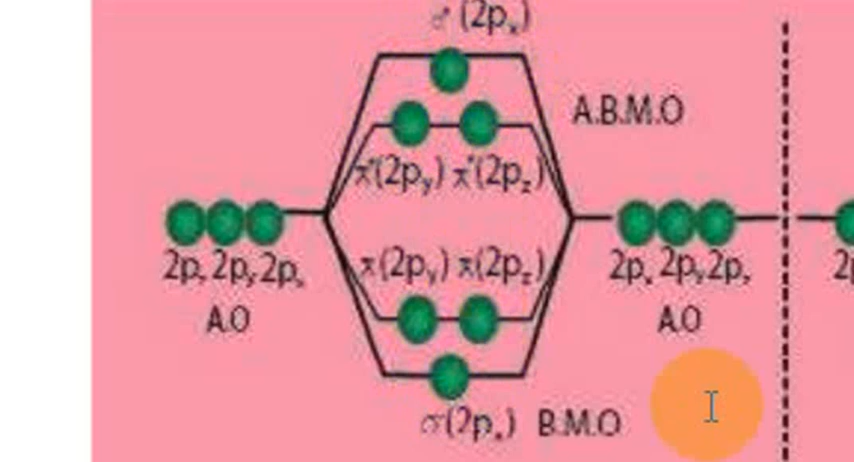 σ*(2pₓ)
A.B.M.O
π*(2pᵧ) π*(2p_z)
π(2pᵧ) π(2p_z)
2pₓ 2pᵧ 2p_z
2pₓ 2pᵧ 2p_z
A.O
A.O
σ(2pₓ) B.M.O